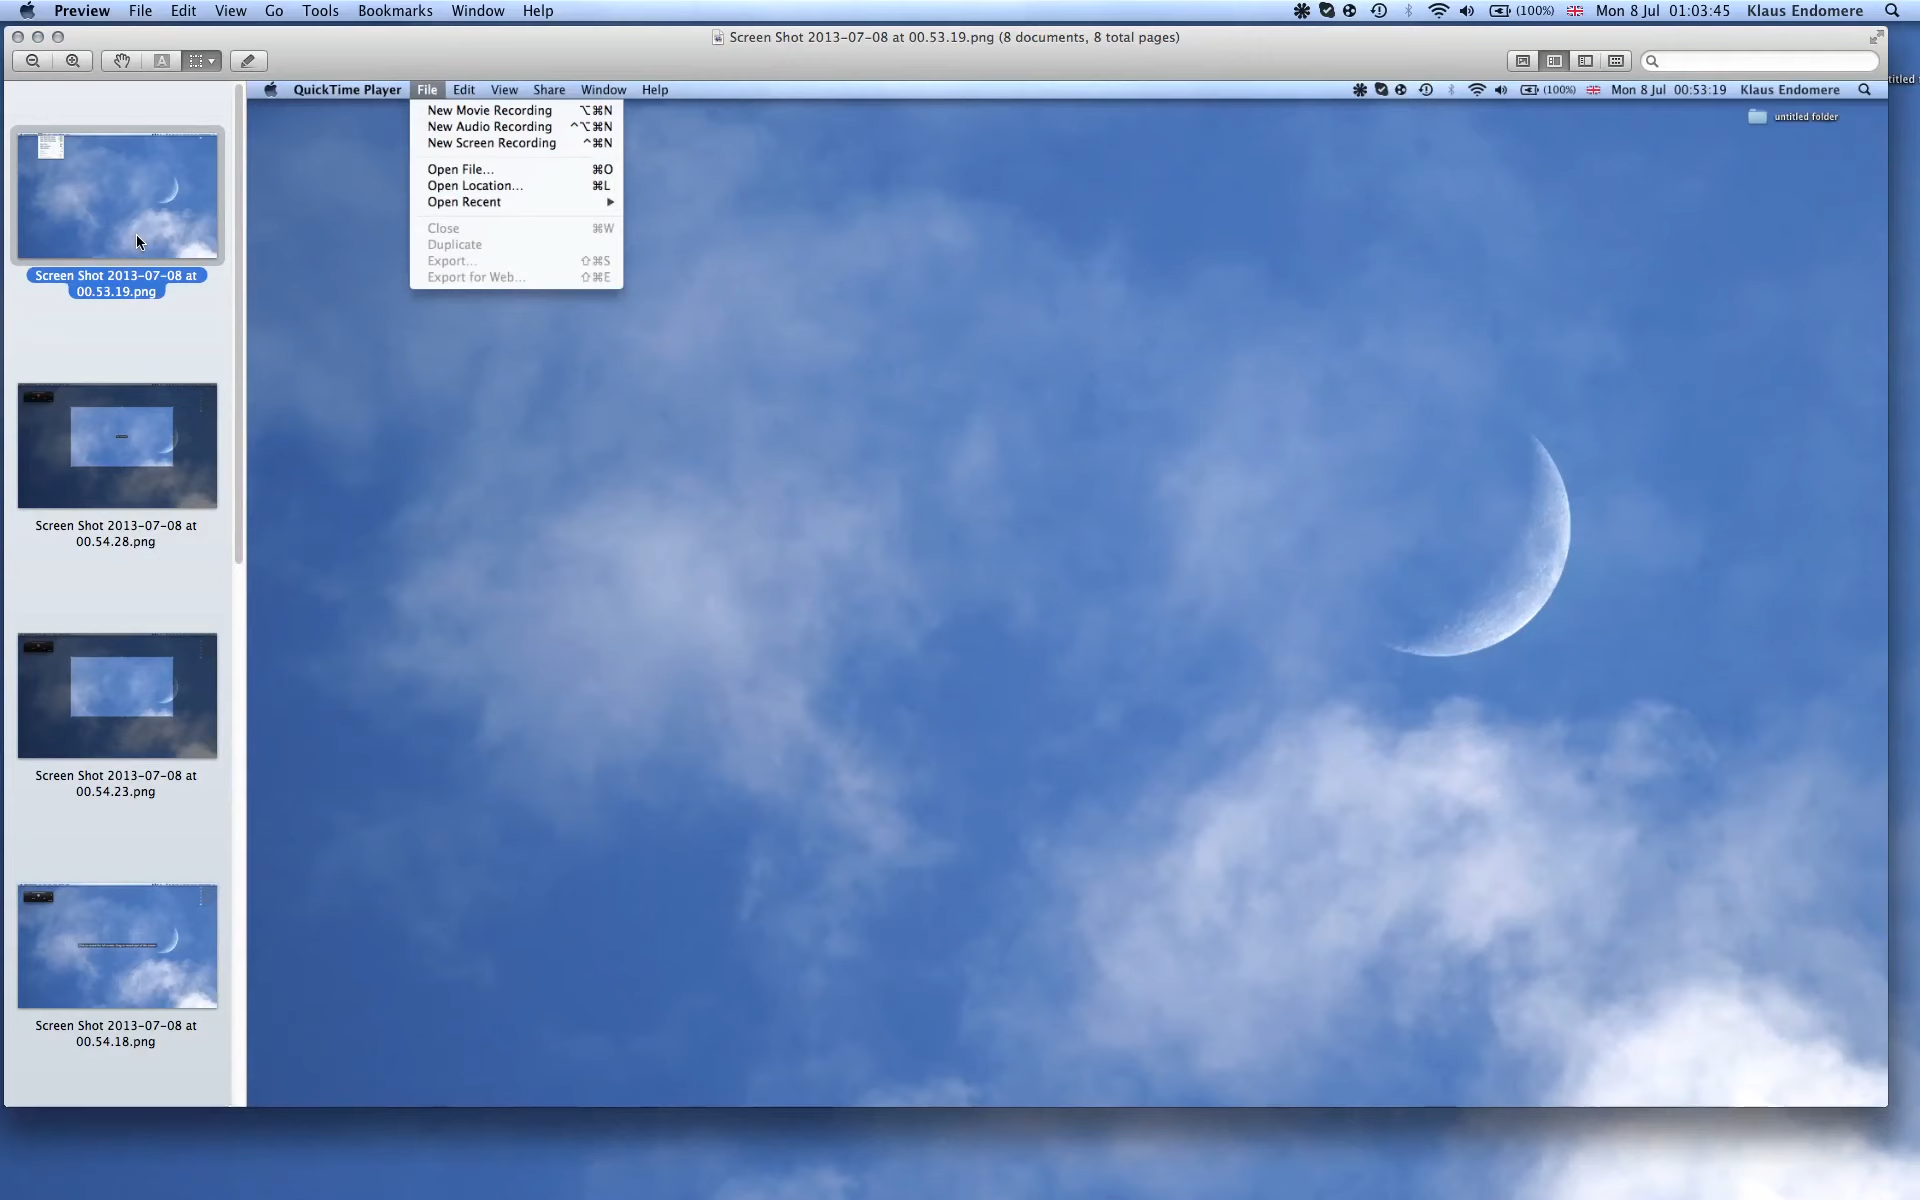 Preview File Edit View Go Tools Bookmarks Window Help (100%) Mon 8 Jul 01:03:45 Klaus Endomere
Screen Shot 2013-07-08 at 00.53.19.png (8 documents, 8 total pages)
A
QuickTime Player File Edit View Share Window Help (100%) Mon 8 Jul 00:53:19 Klaus Endomere
New Movie Recording ⌥⌘N
New Audio Recording ^⌥⌘N
New Screen Recording ^⌘N
Open File... ⌘O
Open Location... ⌘L
Open Recent ▶
Close ⌘W
Duplicate
Export... ⇧⌘S
Export for Web... ⇧⌘E
untitled folder
Screen Shot 2013-07-08 at
00.53.19.png
Screen Shot 2013-07-08 at
00.54.28.png
Screen Shot 2013-07-08 at
00.54.23.png
Screen Shot 2013-07-08 at
00.54.18.png